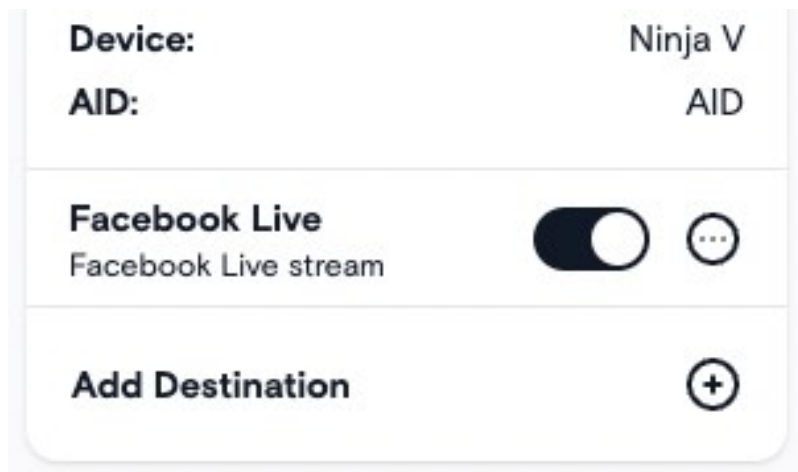 Device: Ninja V
AID: AID
Facebook Live
Facebook Live stream
Add Destination